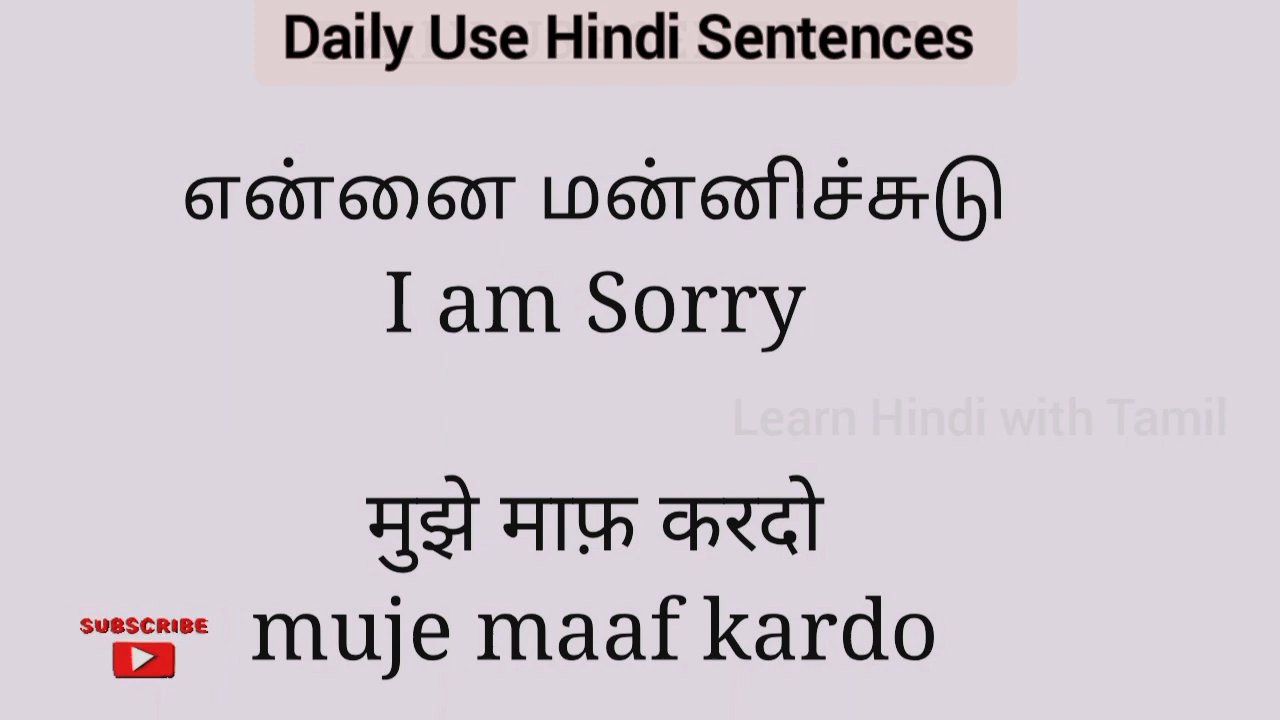 Daily Use Hindi Sentences
என்னை மன்னிச்சுடு
I am Sorry
Learn Hindi with Tamil
मुझे माफ़ करदो
SUBSCRIBE
muje maaf kardo